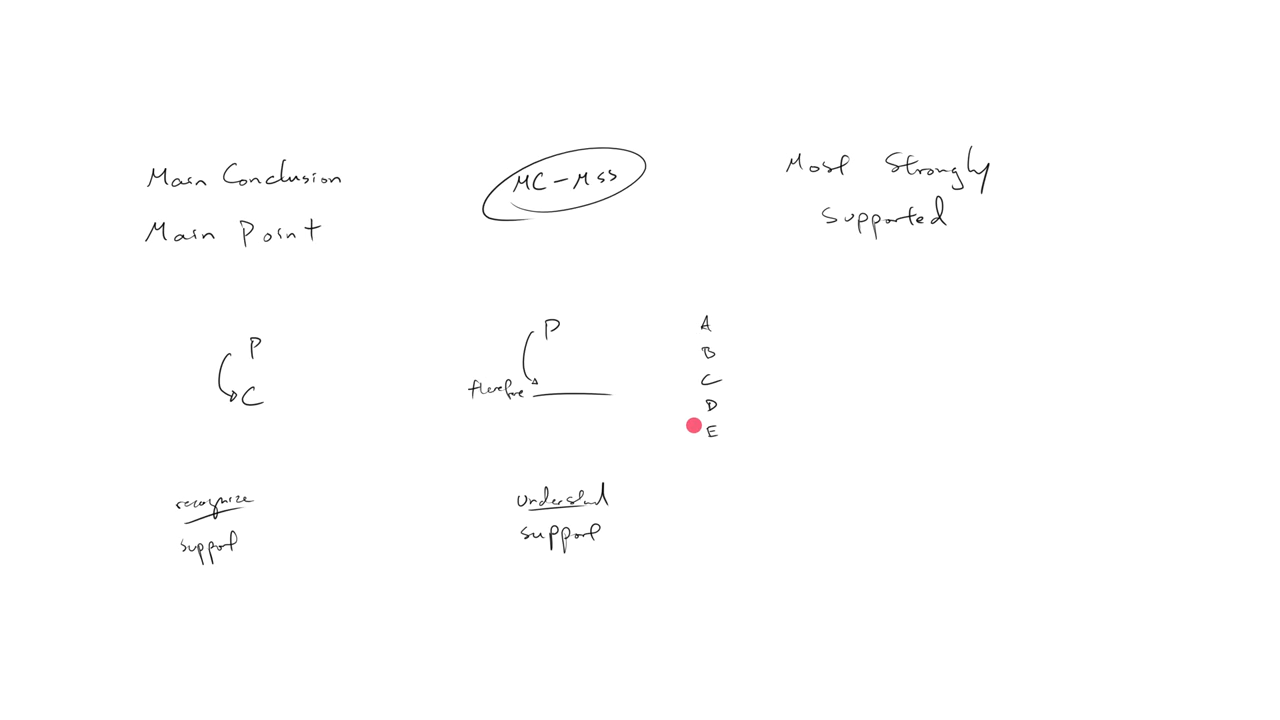 Main Conclusion
Main Point
MC - MSS
Most Strongly
Supported
P
C
P
therefore
A
B
C
D
E
recognize
support
understand
support